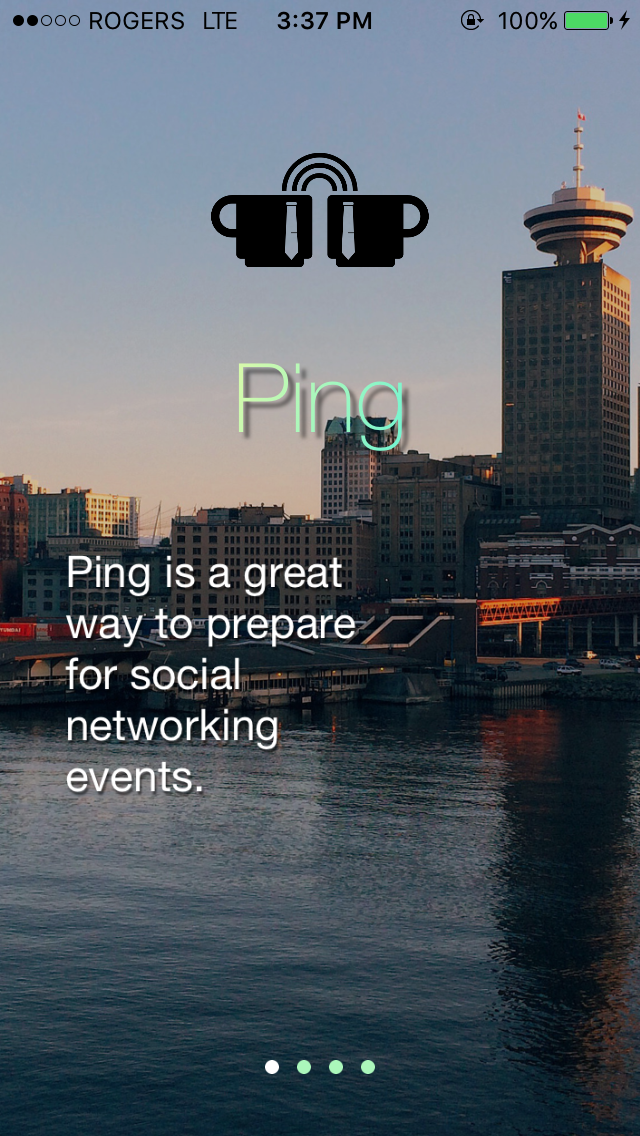 ROGERS LTE 3:37 PM 100%
Ping
Ping is a great
way to prepare
for social
networking
events.